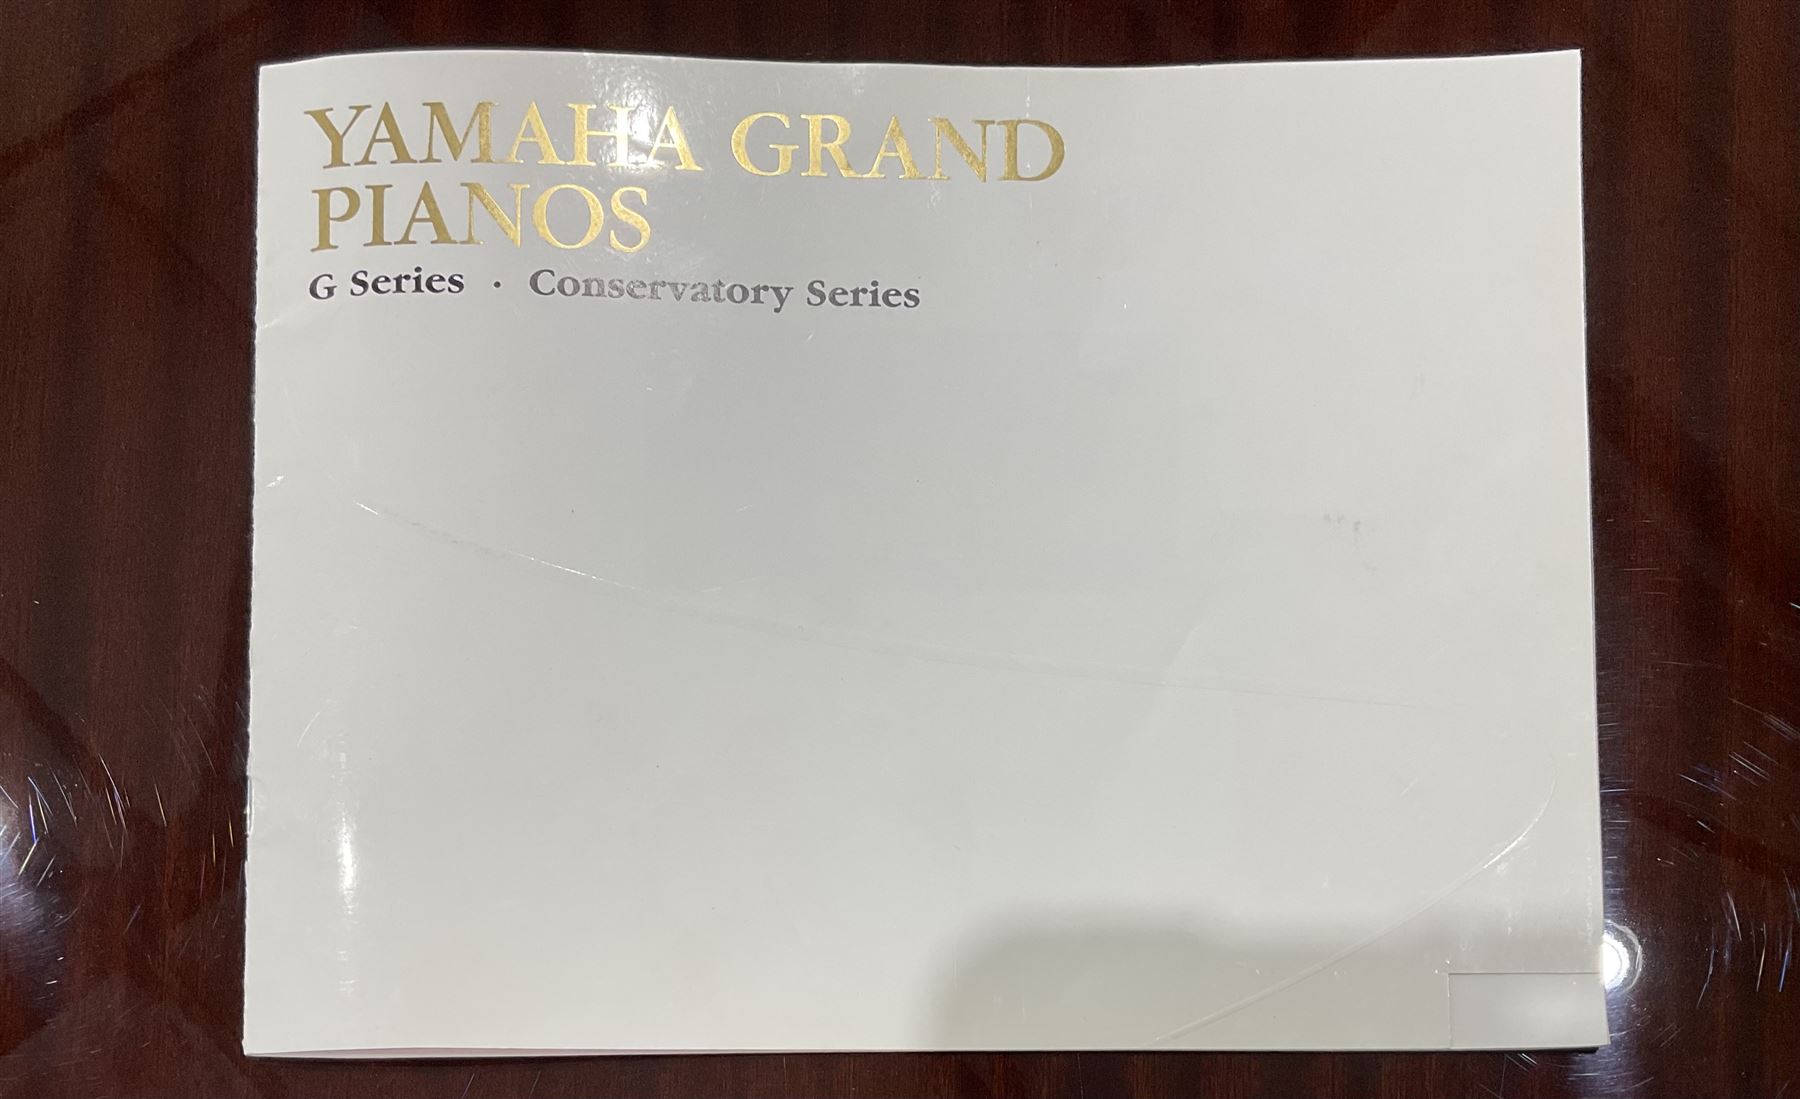 YAMAHA GRAND
PIANOS
G Series · Conservatory Series